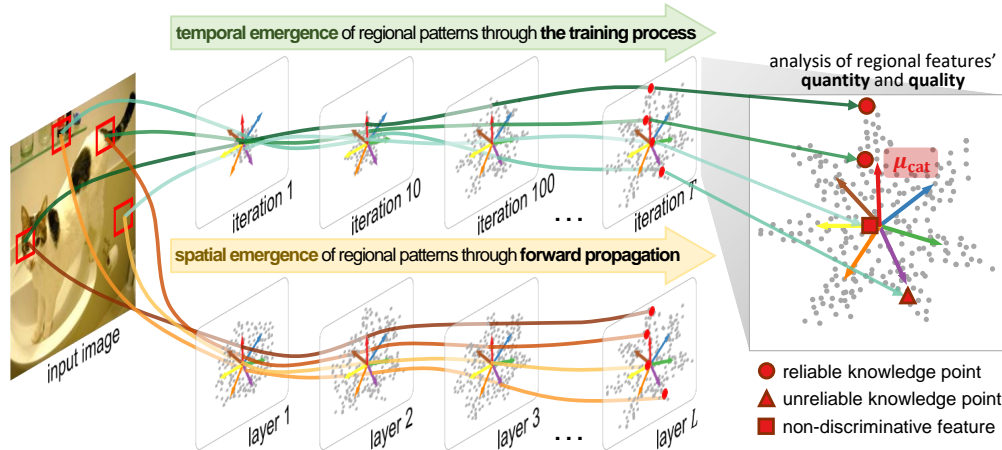 temporal emergence of regional patterns through the training process
analysis of regional features'
quantity and quality
iteration 1
iteration 10
iteration 100
...
iteration T
μcat
input image
spatial emergence of regional patterns through forward propagation
layer 1
layer 2
layer 3
...
layer L
reliable knowledge point
unreliable knowledge point
non-discriminative feature